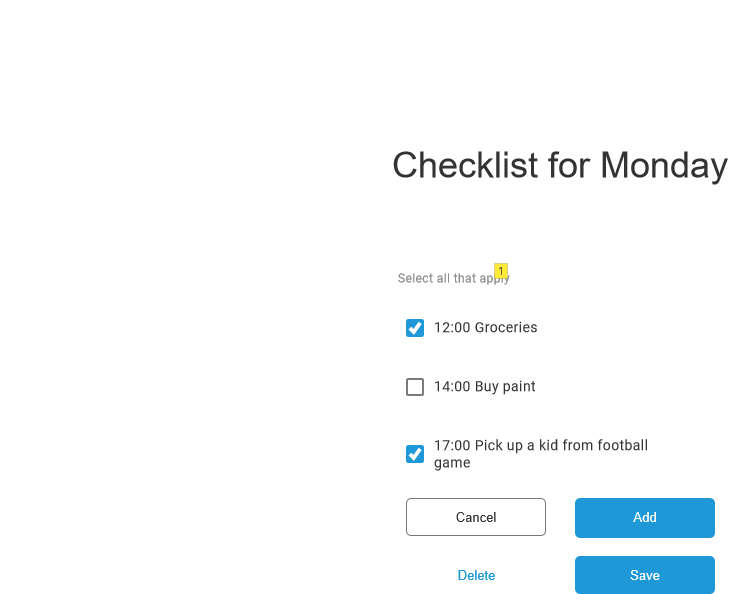 Checklist for Monday
1
Select all that apply
12:00 Groceries
14:00 Buy paint
17:00 Pick up a kid from football
game
Cancel
Add
Delete
Save